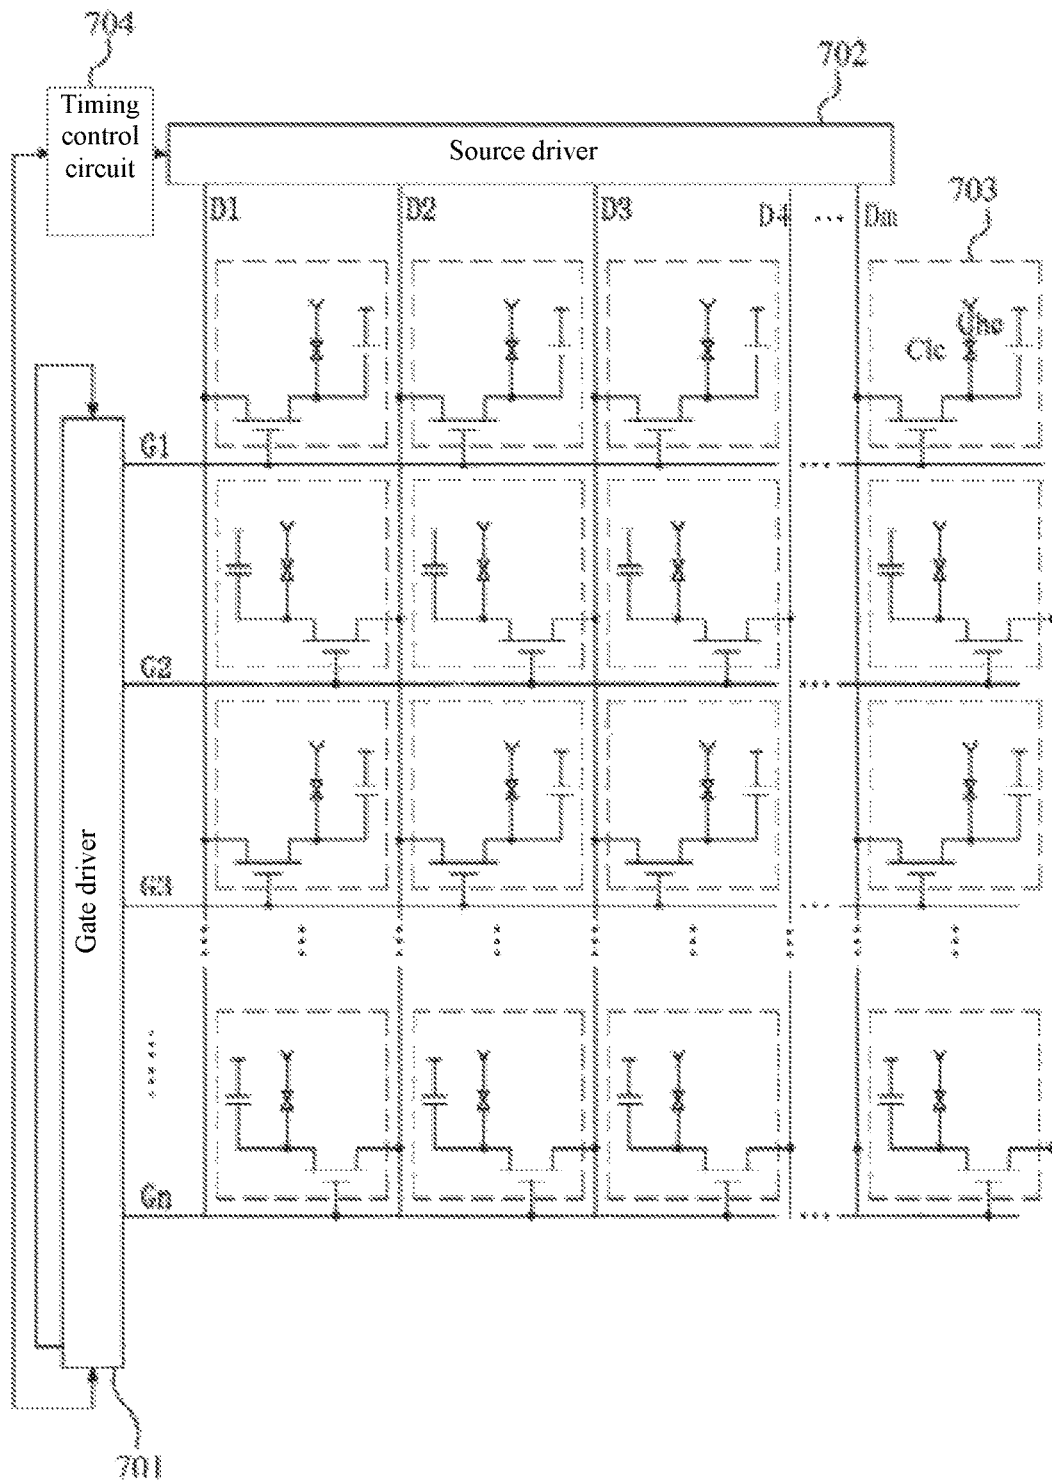 704
702
Timing
control
circuit
Source driver
703
D1
D2
D3
D4
...
Dm
Clc
G1
...
G2
...
G3
...
Gate driver
Gn
...
701